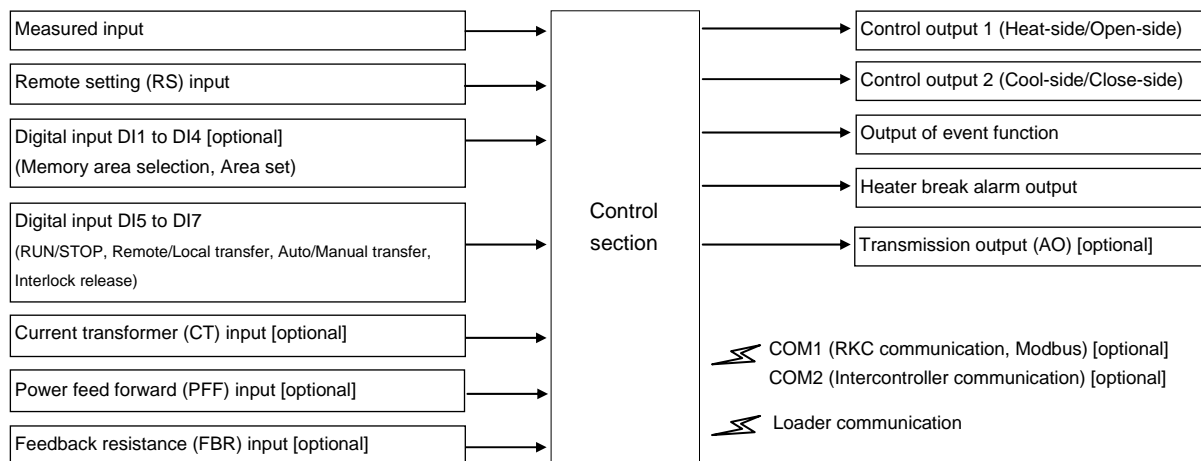 Measured input
Remote setting (RS) input
Digital input DI1 to DI4 [optional]
(Memory area selection, Area set)
Digital input DI5 to DI7
(RUN/STOP, Remote/Local transfer, Auto/Manual transfer,
Interlock release)
Current transformer (CT) input [optional]
Power feed forward (PFF) input [optional]
Feedback resistance (FBR) input [optional]
Control
section
Control output 1 (Heat-side/Open-side)
Control output 2 (Cool-side/Close-side)
Output of event function
Heater break alarm output
Transmission output (AO) [optional]
COM1 (RKC communication, Modbus) [optional]
COM2 (Intercontroller communication) [optional]
Loader communication